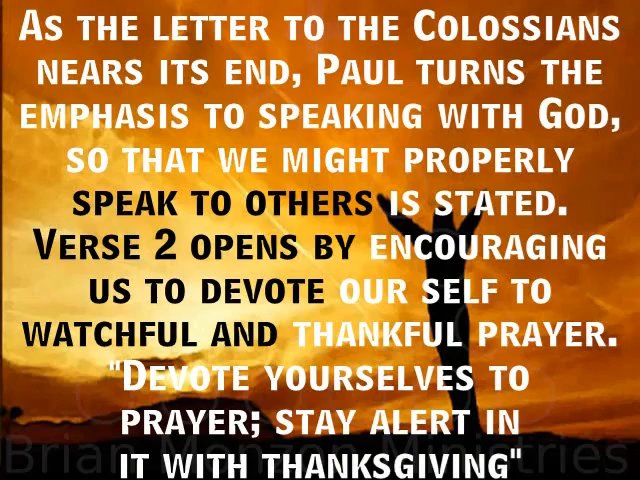 As the letter to the Colossians
nears its end, Paul turns the
emphasis to speaking with God,
so that we might properly
speak to others is stated.
Verse 2 opens by encouraging
us to devote our self to
watchful and thankful prayer.
"Devote yourselves to
prayer; stay alert in
it with thanksgiving"
Brian Monzon Ministries